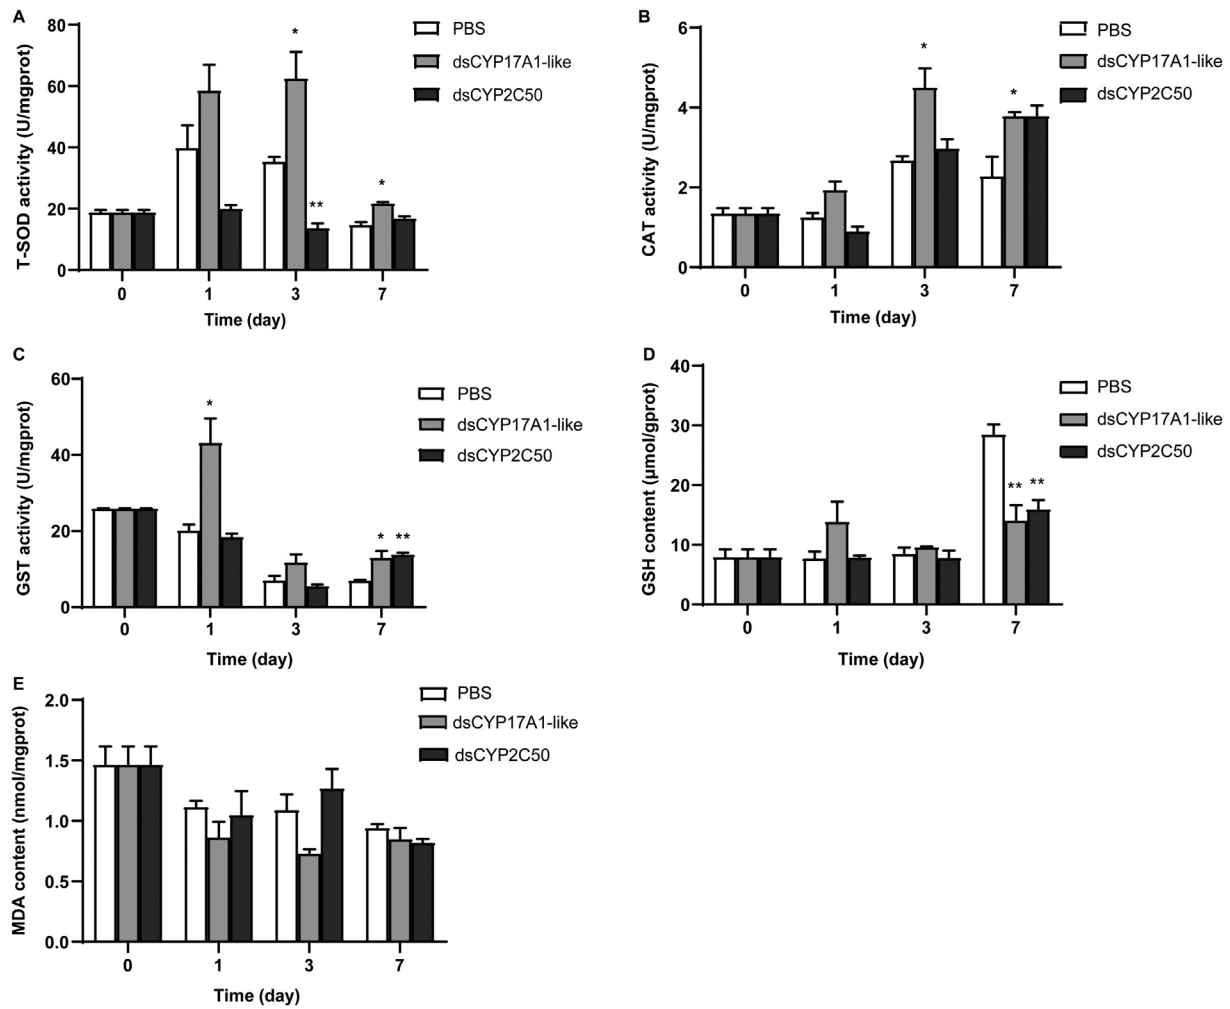 A
T-SOD activity (U/mgprot)
80
60
40
20
0
*
**
*
0 1 3 7
Time (day)
PBS
dsCYP17A1-like
dsCYP2C50
B
CAT activity (U/mgprot)
6
4
2
0
*
*
0 1 3 7
Time (day)
PBS
dsCYP17A1-like
dsCYP2C50
C
GST activity (U/mgprot)
60
40
20
0
*
* **
0 1 3 7
Time (day)
PBS
dsCYP17A1-like
dsCYP2C50
D
GSH content (μmol/gprot)
40
30
20
10
0
** **
0 1 3 7
Time (day)
PBS
dsCYP17A1-like
dsCYP2C50
E
MDA content (nmol/mgprot)
2.0
1.5
1.0
0.5
0.0
0 1 3 7
Time (day)
PBS
dsCYP17A1-like
dsCYP2C50